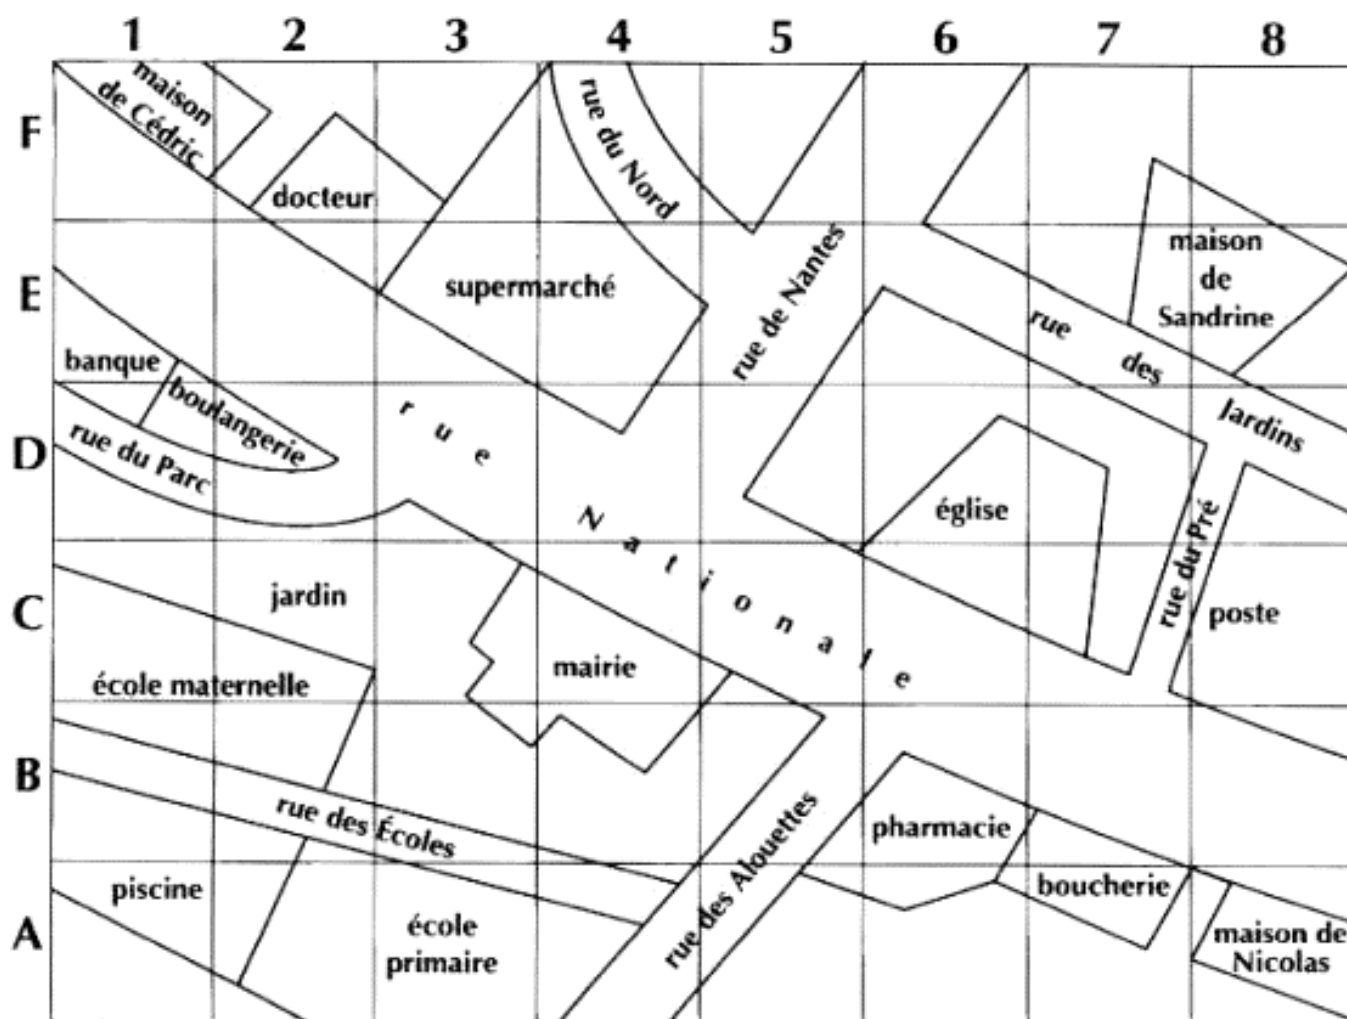 1 2 3 4 5 6 7 8
F
maison
de Cédric
docteur
rue du Nord
E
supermarché
rue de Nantes
maison
de
Sandrine
rue des Jardins
banque
boulangerie
D
rue du Parc
rue Nationale
église
rue du Pré
C
jardin
mairie
poste
école maternelle
B
rue des Écoles
rue des Alouettes
pharmacie
boucherie
A
piscine
école
primaire
maison de
Nicolas